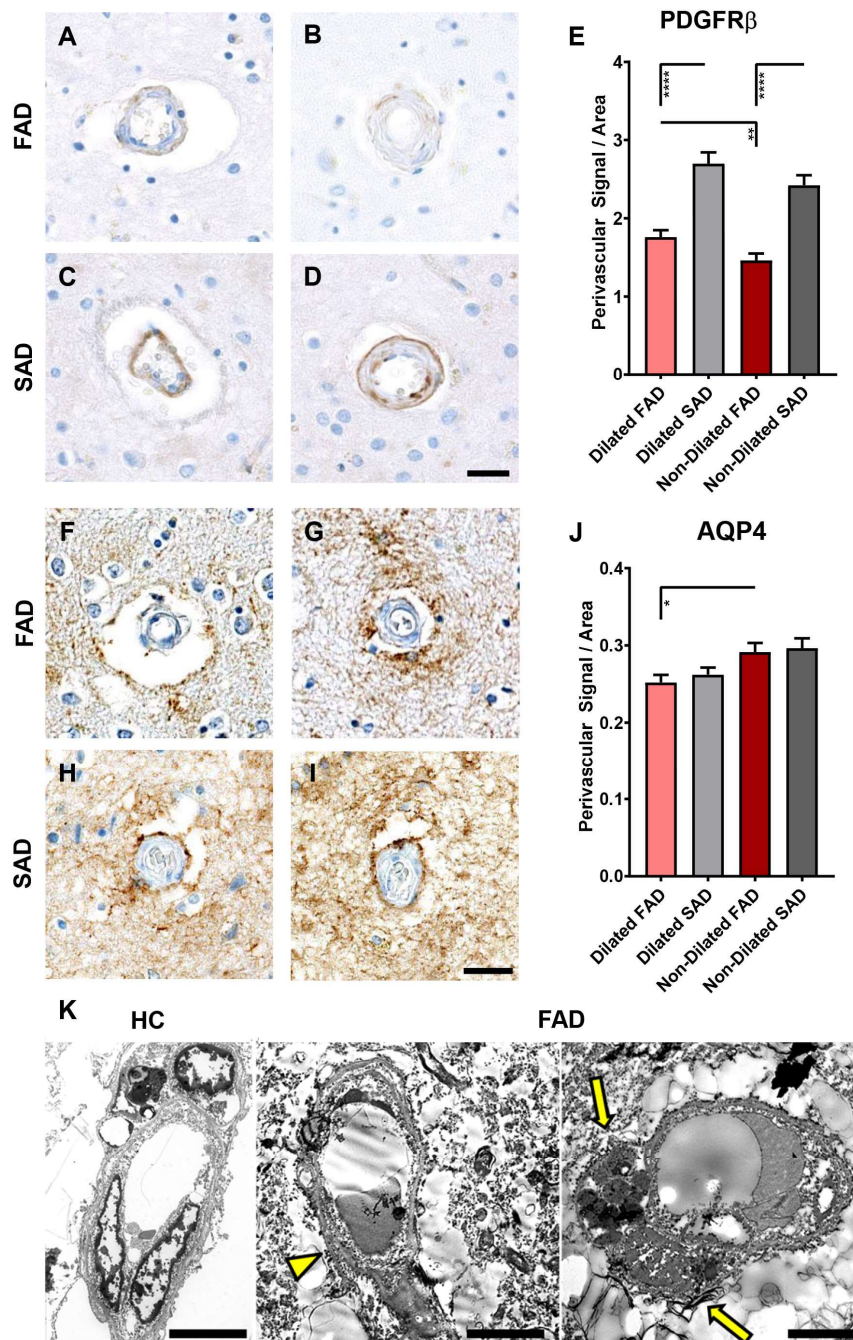 A
B
FAD
C
D
SAD
E
PDGFRβ
Perivascular Signal / Area
4
3
2
1
0
****
****
**
Dilated FAD
Dilated SAD
Non-Dilated FAD
Non-Dilated SAD
F
G
FAD
H
I
SAD
J
AQP4
Perivascular Signal / Area
0.4
0.3
0.2
0.1
0.0
*
Dilated FAD
Dilated SAD
Non-Dilated FAD
Non-Dilated SAD
K
HC
FAD